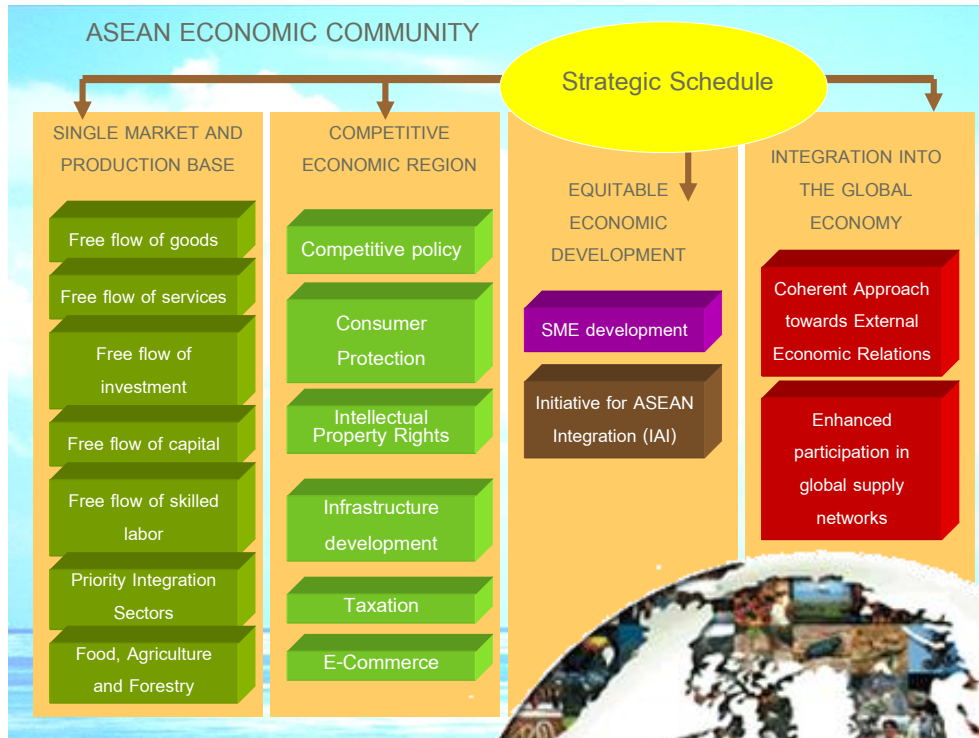 ASEAN ECONOMIC COMMUNITY
Strategic Schedule
SINGLE MARKET AND
PRODUCTION BASE
Free flow of goods
Free flow of services
Free flow of
investment
Free flow of capital
Free flow of skilled
labor
Priority Integration
Sectors
Food, Agriculture
and Forestry
COMPETITIVE
ECONOMIC REGION
Competitive policy
Consumer
Protection
Intellectual
Property Rights
Infrastructure
development
Taxation
E-Commerce
EQUITABLE
ECONOMIC
DEVELOPMENT
SME development
Initiative for ASEAN
Integration (IAI)
INTEGRATION INTO
THE GLOBAL
ECONOMY
Coherent Approach
towards External
Economic Relations
Enhanced
participation in
global supply
networks